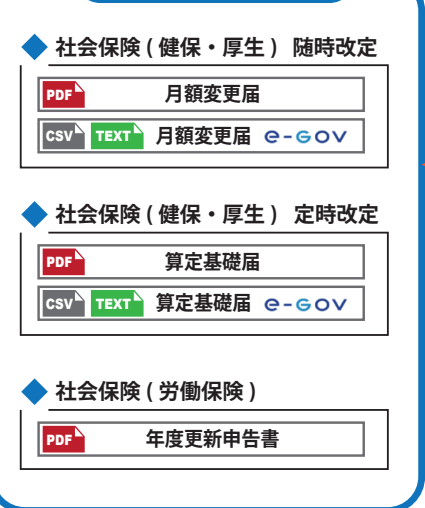 社会保険 ( 健保・厚生 ) 随時改定
PDF 月額変更届
CSV TEXT 月額変更届 e-GOV
社会保険 ( 健保・厚生 ) 定時改定
PDF 算定基礎届
CSV TEXT 算定基礎届 e-GOV
社会保険 ( 労働保険 )
PDF 年度更新申告書